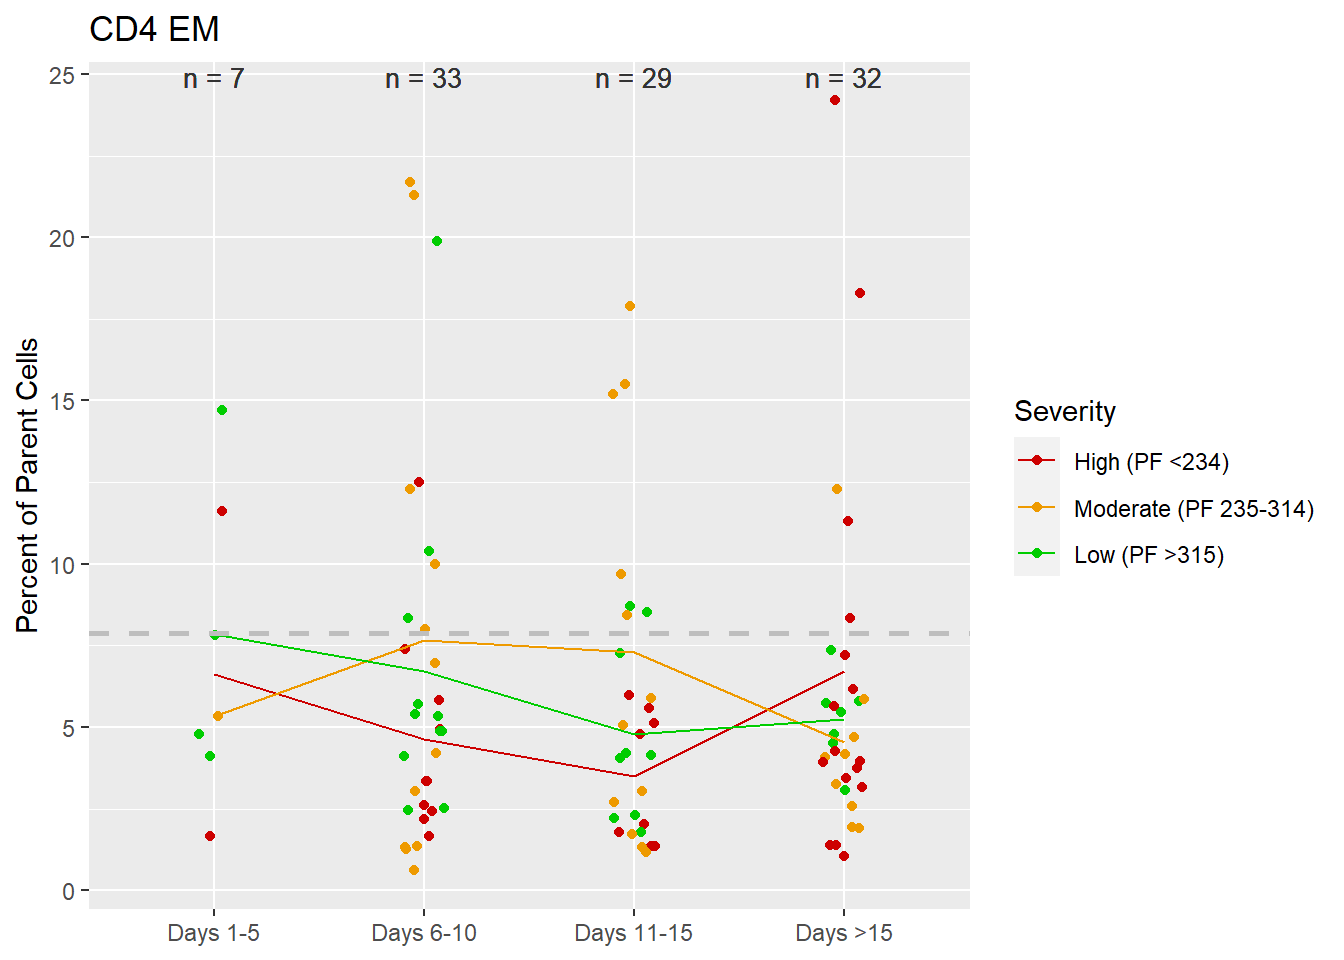 CD4 EM
n = 7
n = 33
n = 29
n = 32
25
20
15
10
5
0
Percent of Parent Cells
Days 1-5
Days 6-10
Days 11-15
Days >15
Severity
High (PF <234)
Moderate (PF 235-314)
Low (PF >315)